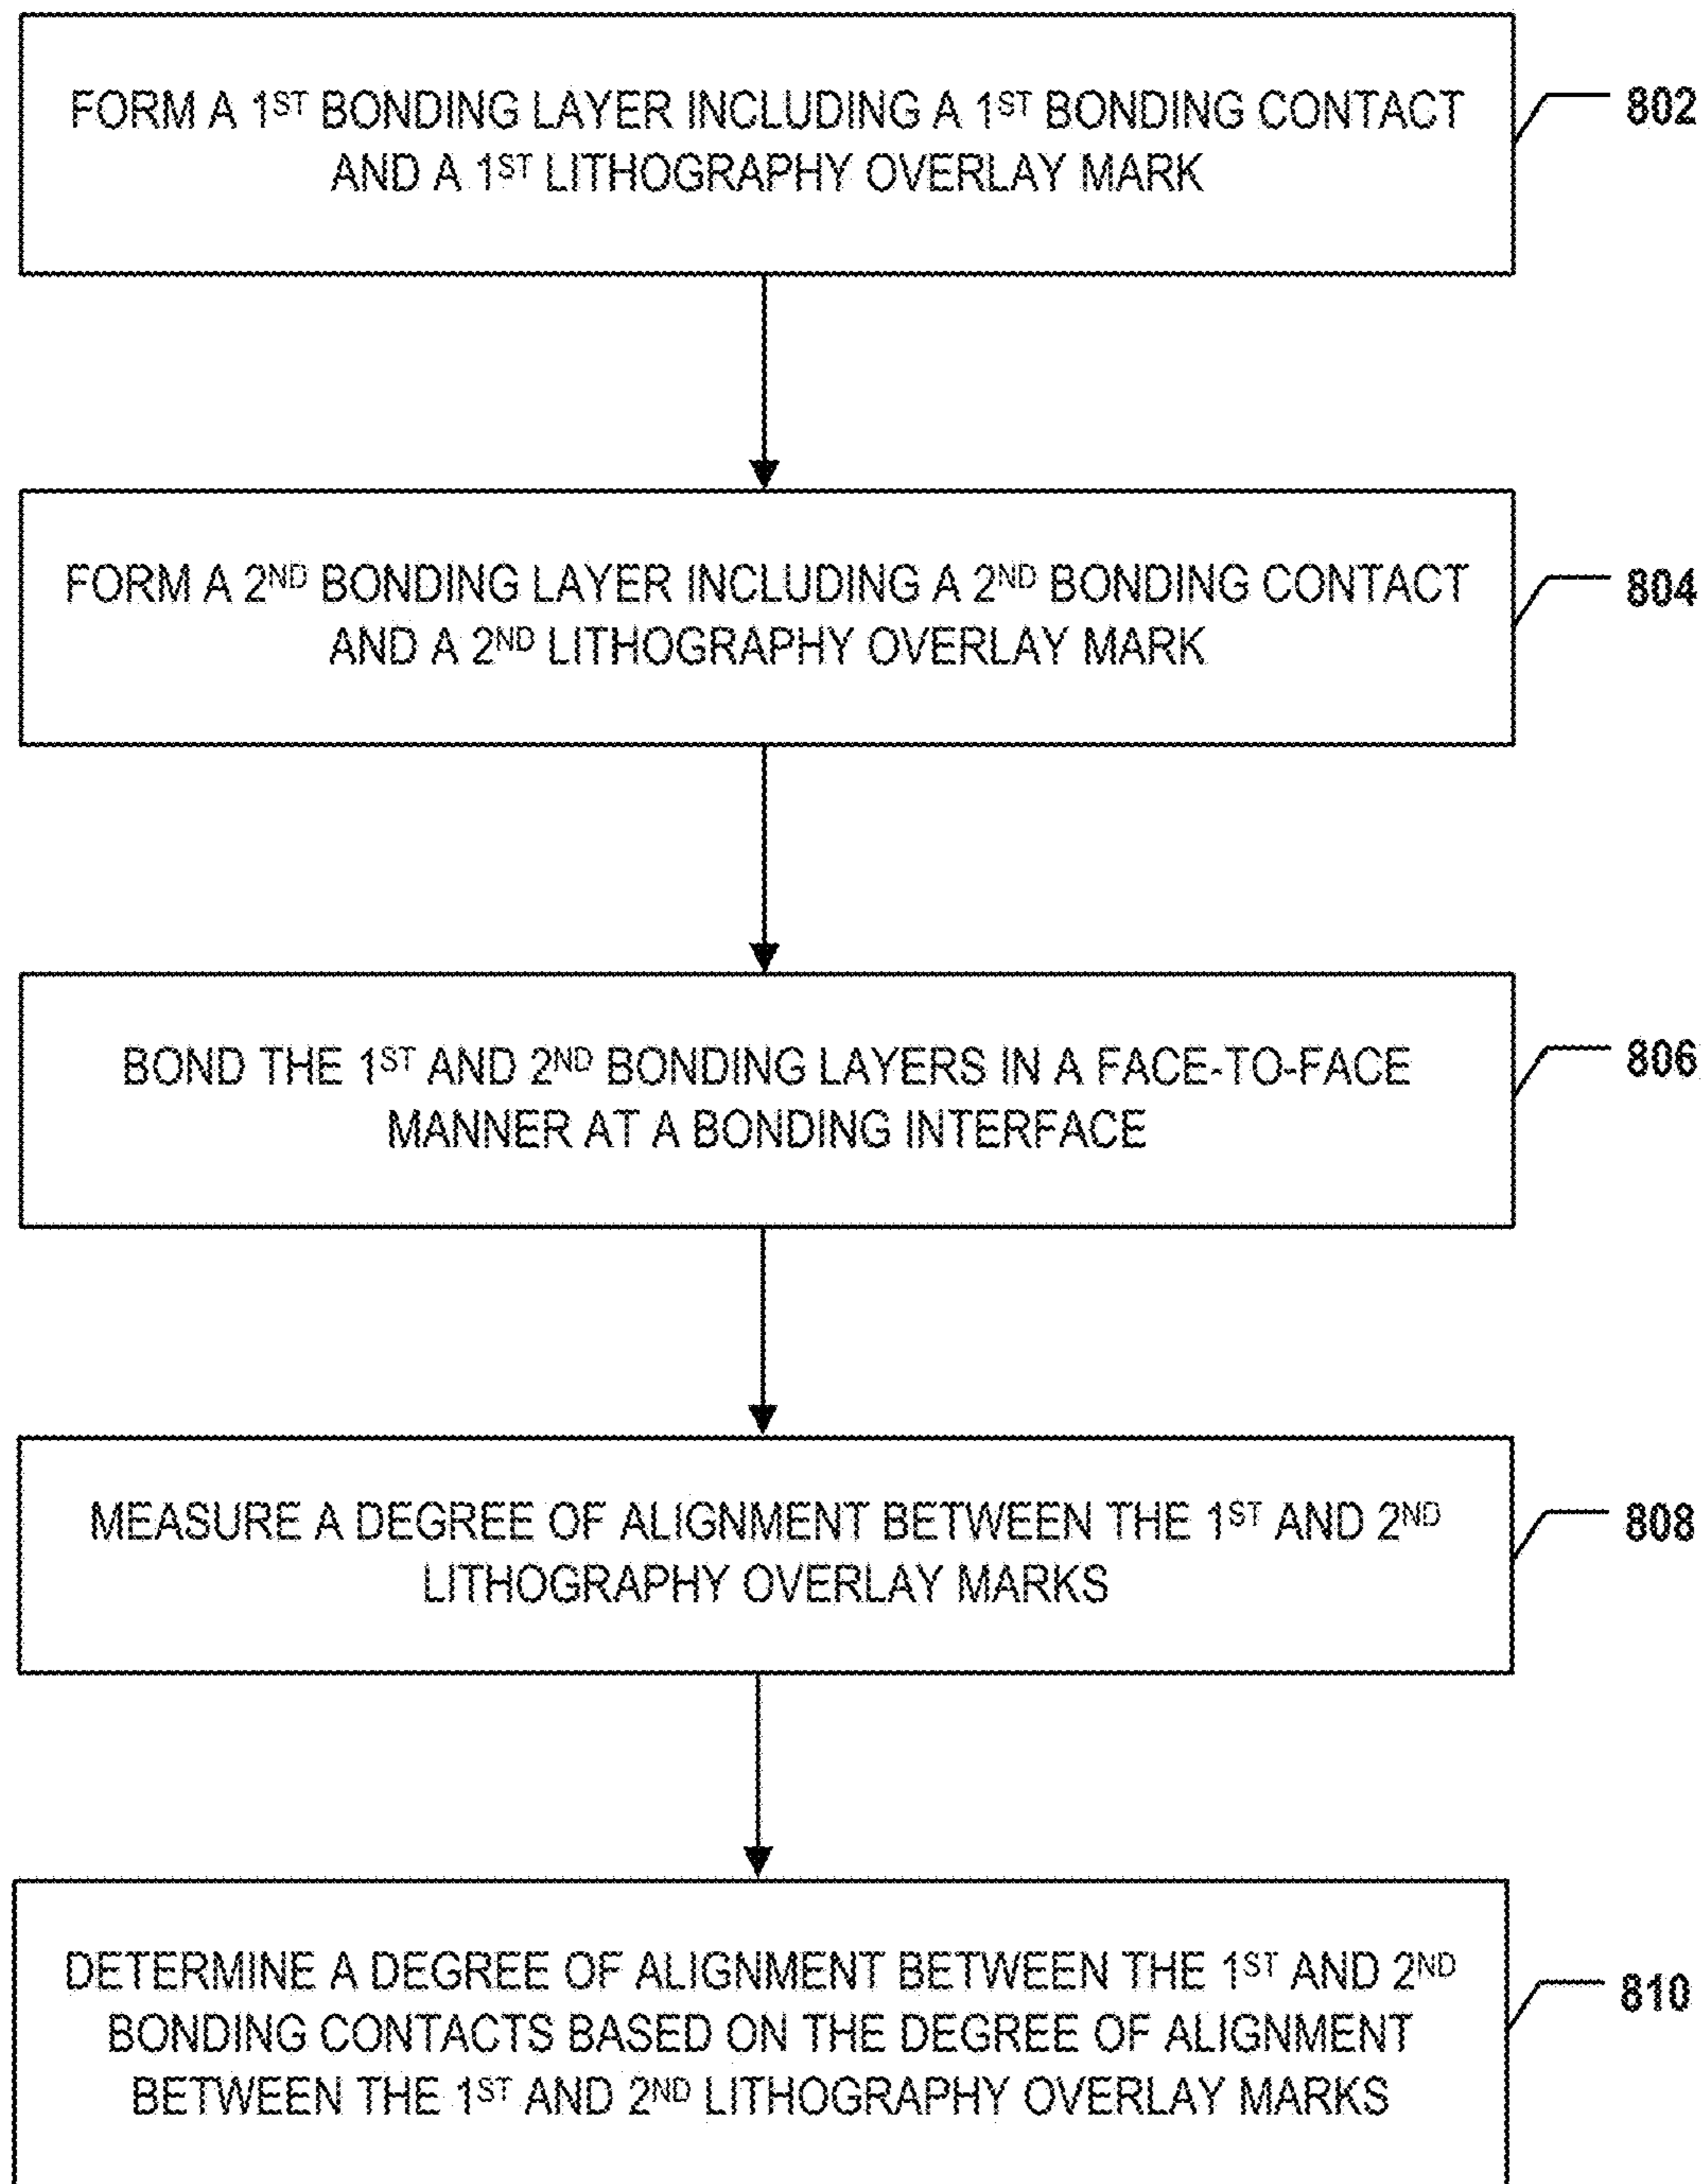 FORM A 1ST BONDING LAYER INCLUDING A 1ST BONDING CONTACT
AND A 1ST LITHOGRAPHY OVERLAY MARK
802
FORM A 2ND BONDING LAYER INCLUDING A 2ND BONDING CONTACT
AND A 2ND LITHOGRAPHY OVERLAY MARK
804
BOND THE 1ST AND 2ND BONDING LAYERS IN A FACE-TO-FACE
MANNER AT A BONDING INTERFACE
806
MEASURE A DEGREE OF ALIGNMENT BETWEEN THE 1ST AND 2ND
LITHOGRAPHY OVERLAY MARKS
808
DETERMINE A DEGREE OF ALIGNMENT BETWEEN THE 1ST AND 2ND
BONDING CONTACTS BASED ON THE DEGREE OF ALIGNMENT
BETWEEN THE 1ST AND 2ND LITHOGRAPHY OVERLAY MARKS
810